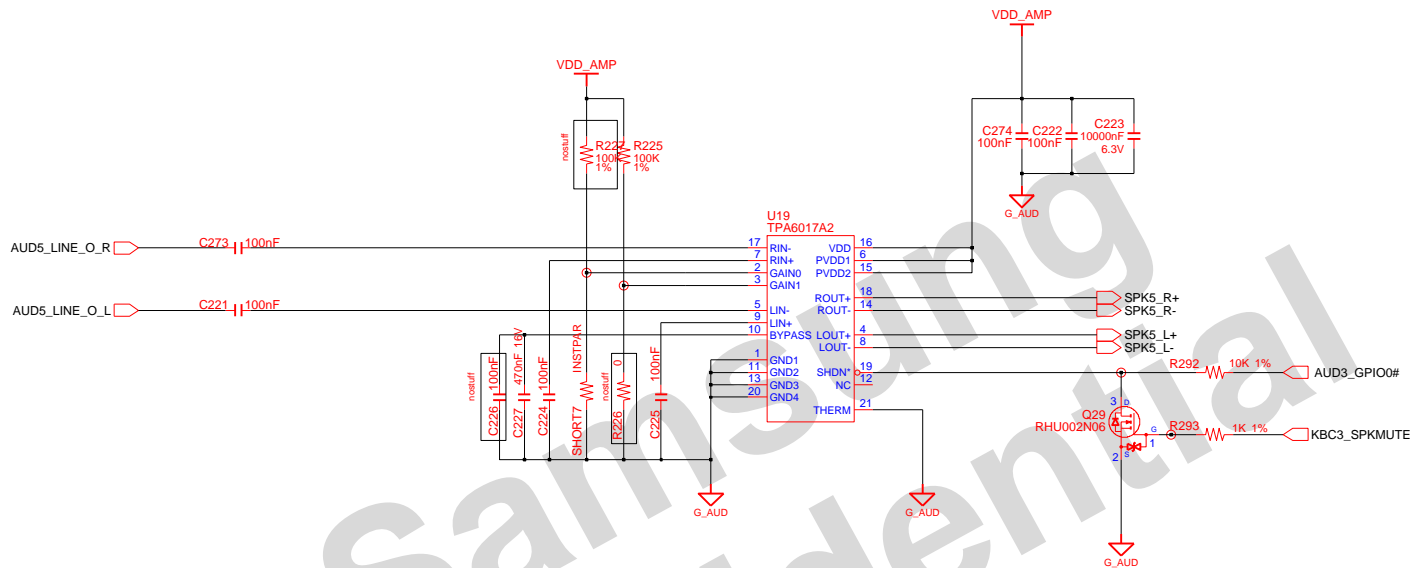 VDD_AMP
VDD_AMP
nostuff
R227
100K
1%
R225
100K
1%
C274
100nF
C222
100nF
C223
10000nF
6.3V
G_AUD
U19
TPA6017A2
AUD5_LINE_O_R
C273
100nF
17 RIN-
7 RIN+
2 GAIN0
3 GAIN1
AUD5_LINE_O_L
C221
100nF
5 LIN-
9 LIN+
10 BYPASS
1 GND1
11 GND2
13 GND3
20 GND4
VDD 16
PVDD1 6
PVDD2 15
ROUT+ 18
ROUT- 14
LOUT+ 4
LOUT- 8
SHDN* 19
NC 12
THERM 21
SPK5_R+
SPK5_R-
SPK5_L+
SPK5_L-
nostuff
C226
100nF
C227
470nF 16V
C224
100nF
SHORT7
INSTPAR
nostuff
R226
0
C225
100nF
R292
10K 1%
AUD3_GPIO0#
3
D
Q29
RHU002N06
G
1
2
S
R293
1K 1%
KBC3_SPKMUTE
G_AUD
G_AUD
G_AUD
Samsung